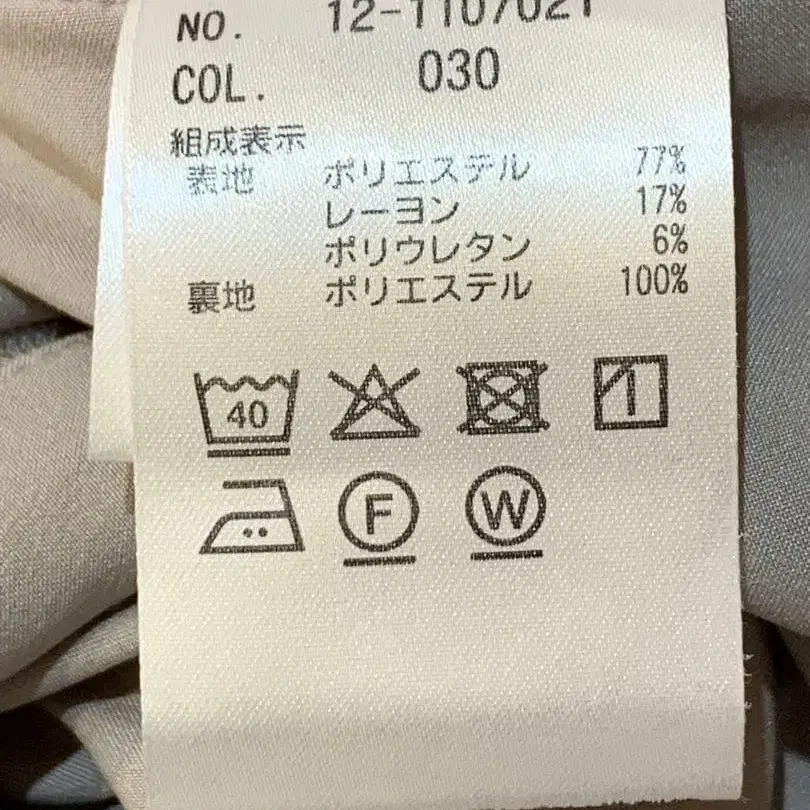 NO. 12-1107021
COL. 030
組成表示
表地 ポリエステル 77%
レーヨン 17%
ポリウレタン 6%
裏地 ポリエステル 100%
40
F W